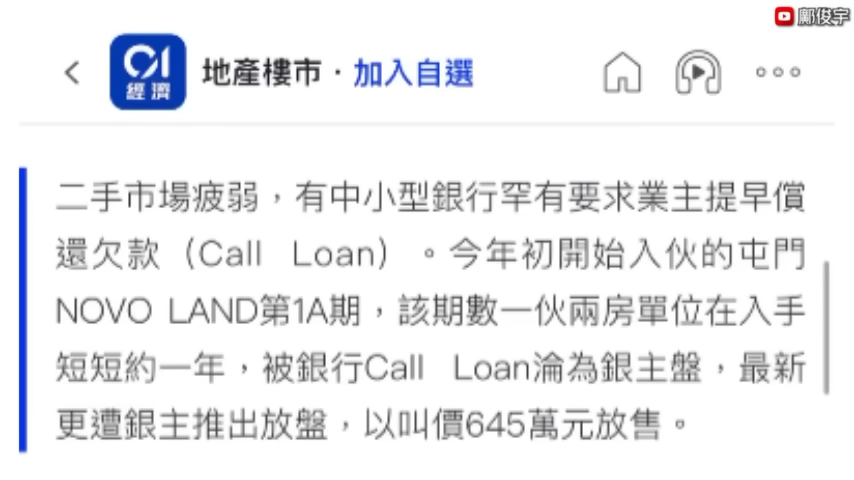 鄺俊宇
01
經濟
地產樓市·加入自選
二手市場疲弱，有中小型銀行罕有要求業主提早償
還欠款（Call Loan）。今年初開始入伙的屯門
NOVO LAND第1A期，該期數一伙兩房單位在入手
短短約一年，被銀行Call Loan淪為銀主盤，最新
更遭銀主推出放盤，以叫價645萬元放售。